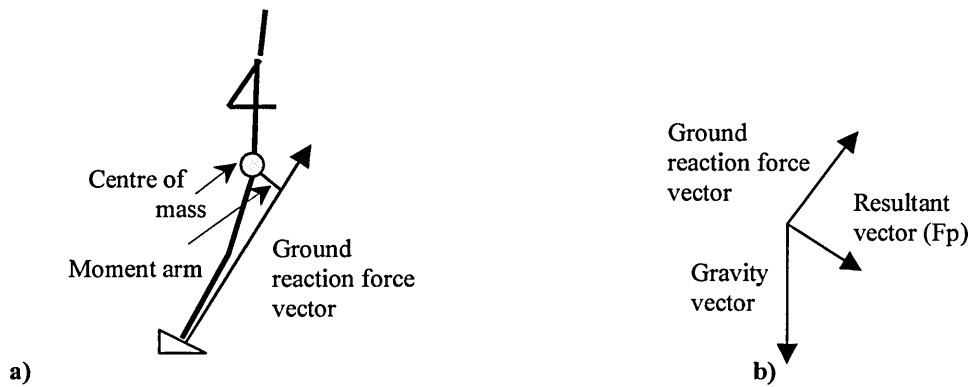 Centre of
mass
Moment arm
Ground
reaction force
vector
a)
Ground
reaction force
vector
Resultant
vector (Fp)
Gravity
vector
b)